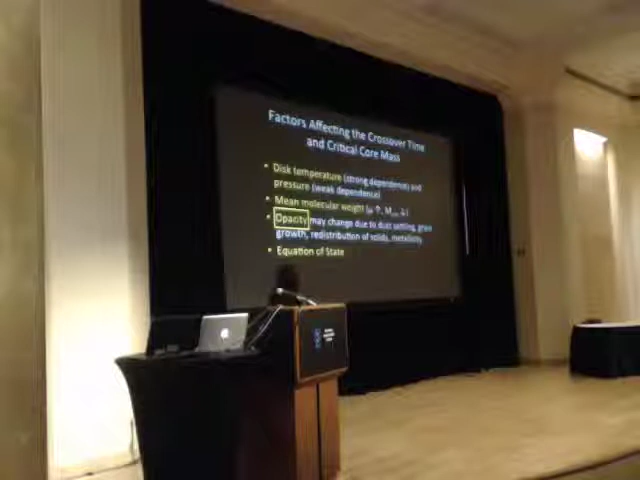 Factors Affecting the Crossover Time
and Critical Core Mass
• Disk temperature (strong dependence) and
pressure (weak dependence)
• Mean molecular weight
• Opacity may change due to dust settling, grain
growth, redistribution of solids, metallicity
• Equation of State